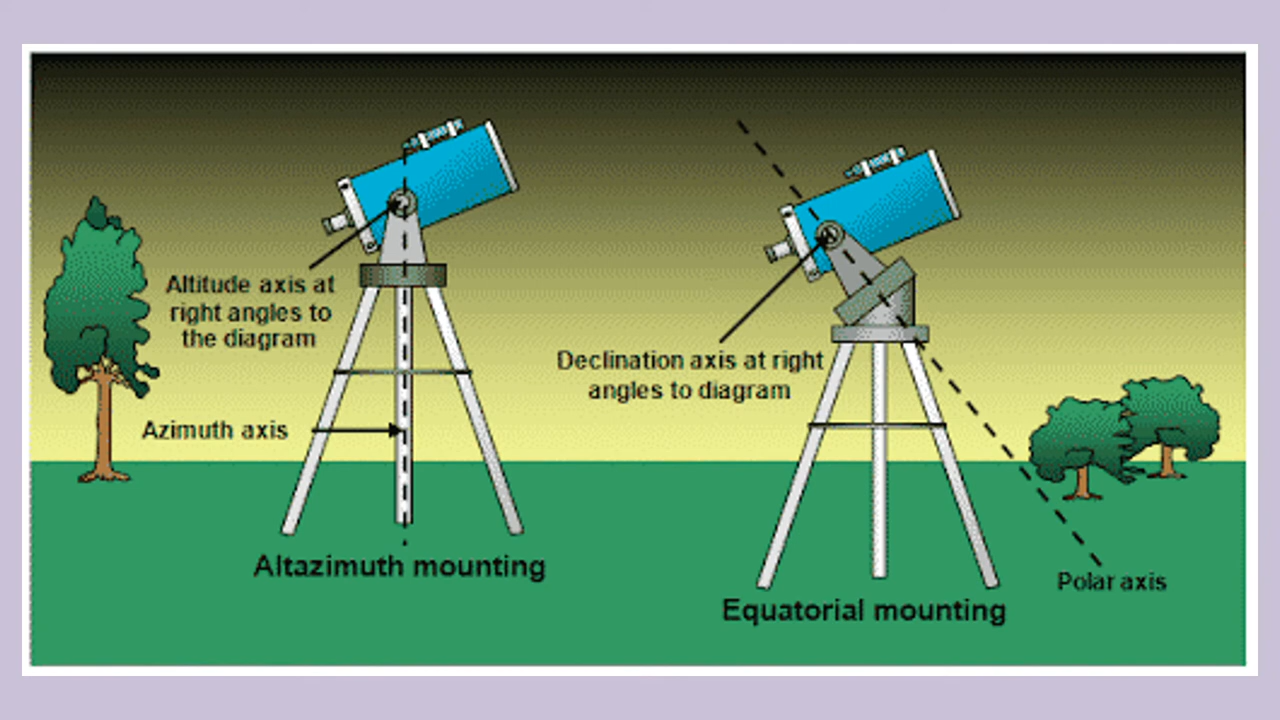 Altitude axis at
right angles to
the diagram
Azimuth axis
Altazimuth mounting
Declination axis at right
angles to diagram
Polar axis
Equatorial mounting